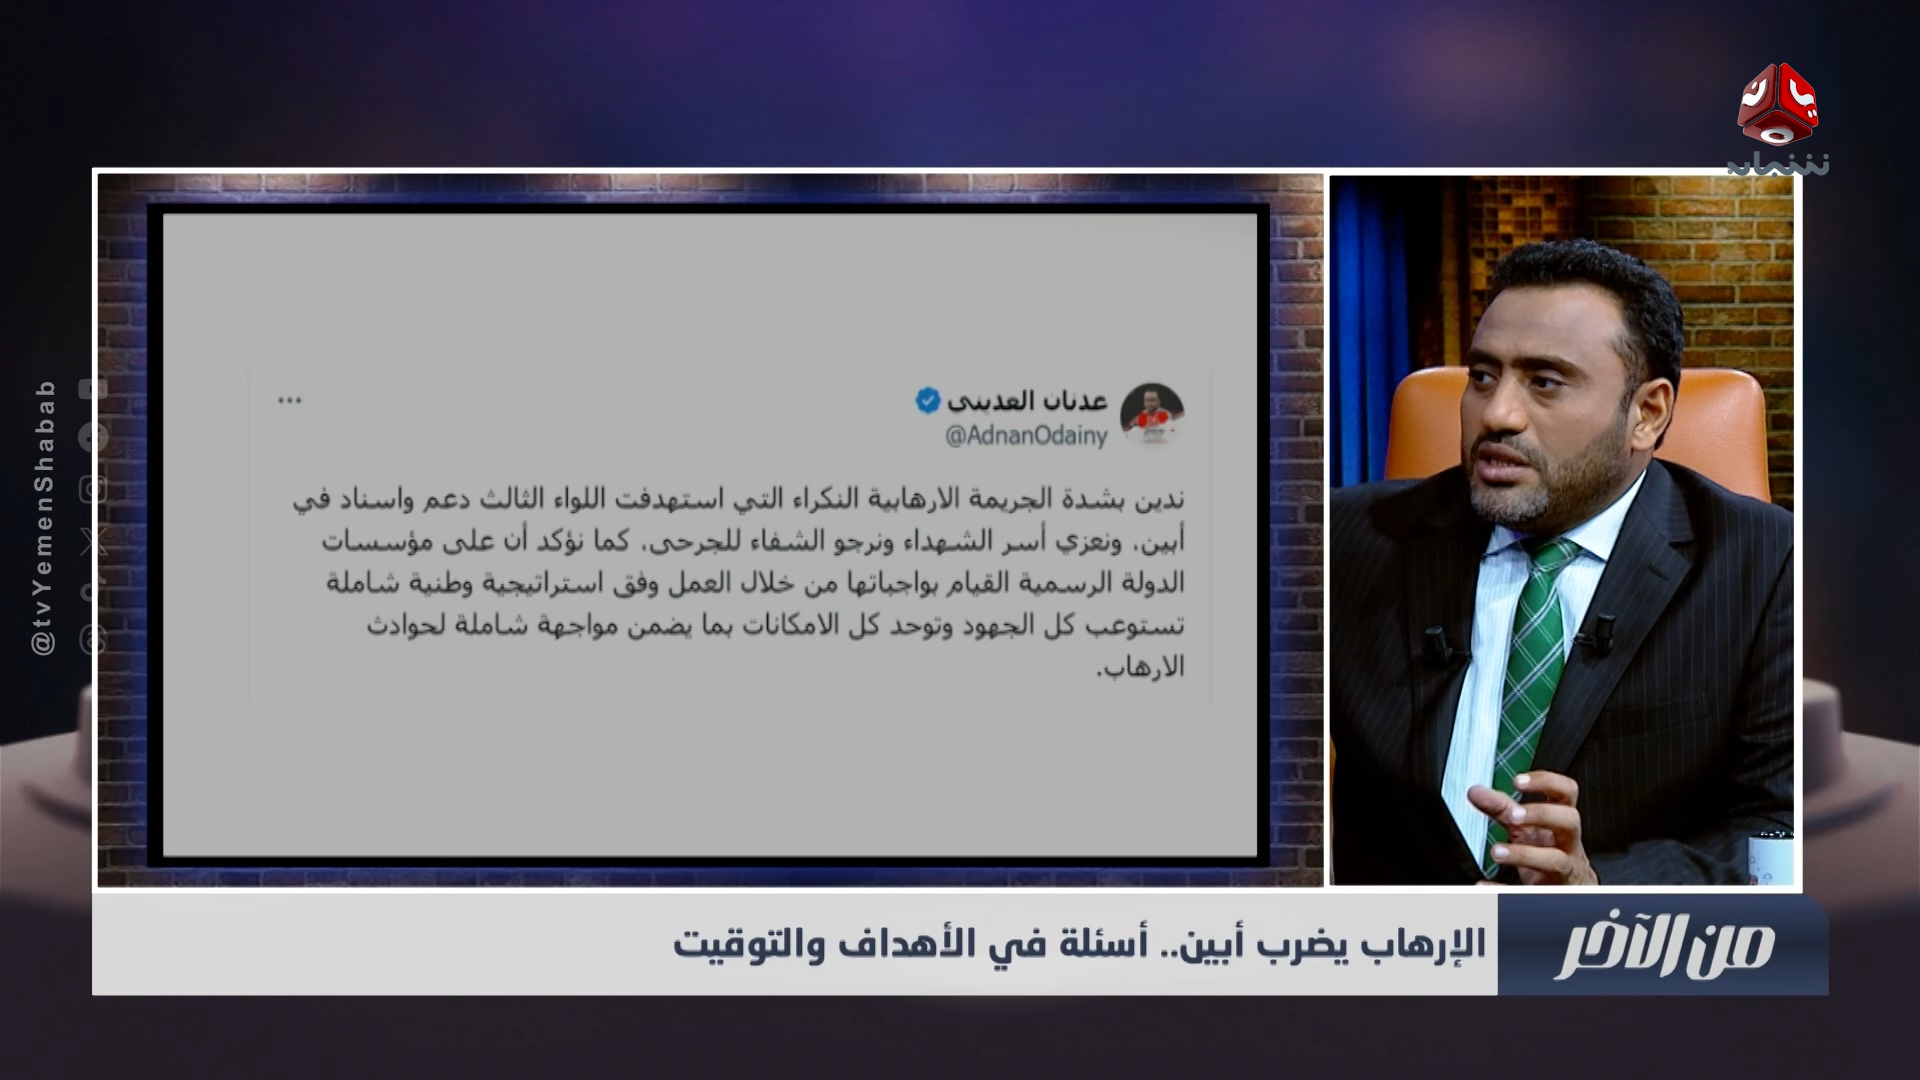 يمن
شباب
@tvYemenShabab
عدنان العديني
@AdnanOdainy
ندين بشدة الجريمة الارهابية النكراء التي استهدفت اللواء الثالث دعم واسناد في
أبين، ونعزي أسر الشهداء ونرجو الشفاء للجرحى، كما نؤكد أن على مؤسسات
الدولة الرسمية القيام بواجباتها من خلال العمل وفق استراتيجية وطنية شاملة
تستوعب كل الجهود وتوحد كل الامكانات بما يضمن مواجهة شاملة لحوادث
الارهاب.
من الآخر
الإرهاب يضرب أبين.. أسئلة في الأهداف والتوقيت